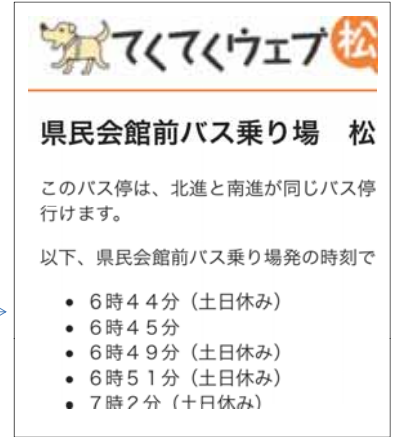 てくてくウェブ 松
県民会館前バス乗り場　松
このバス停は、北進と南進が同じバス停
行けます。
以下、県民会館前バス乗り場発の時刻で
• ６時４４分（土日休み）
• ６時４５分
• ６時４９分（土日休み）
• ６時５１分（土日休み）
• ７時２分（土日休み）